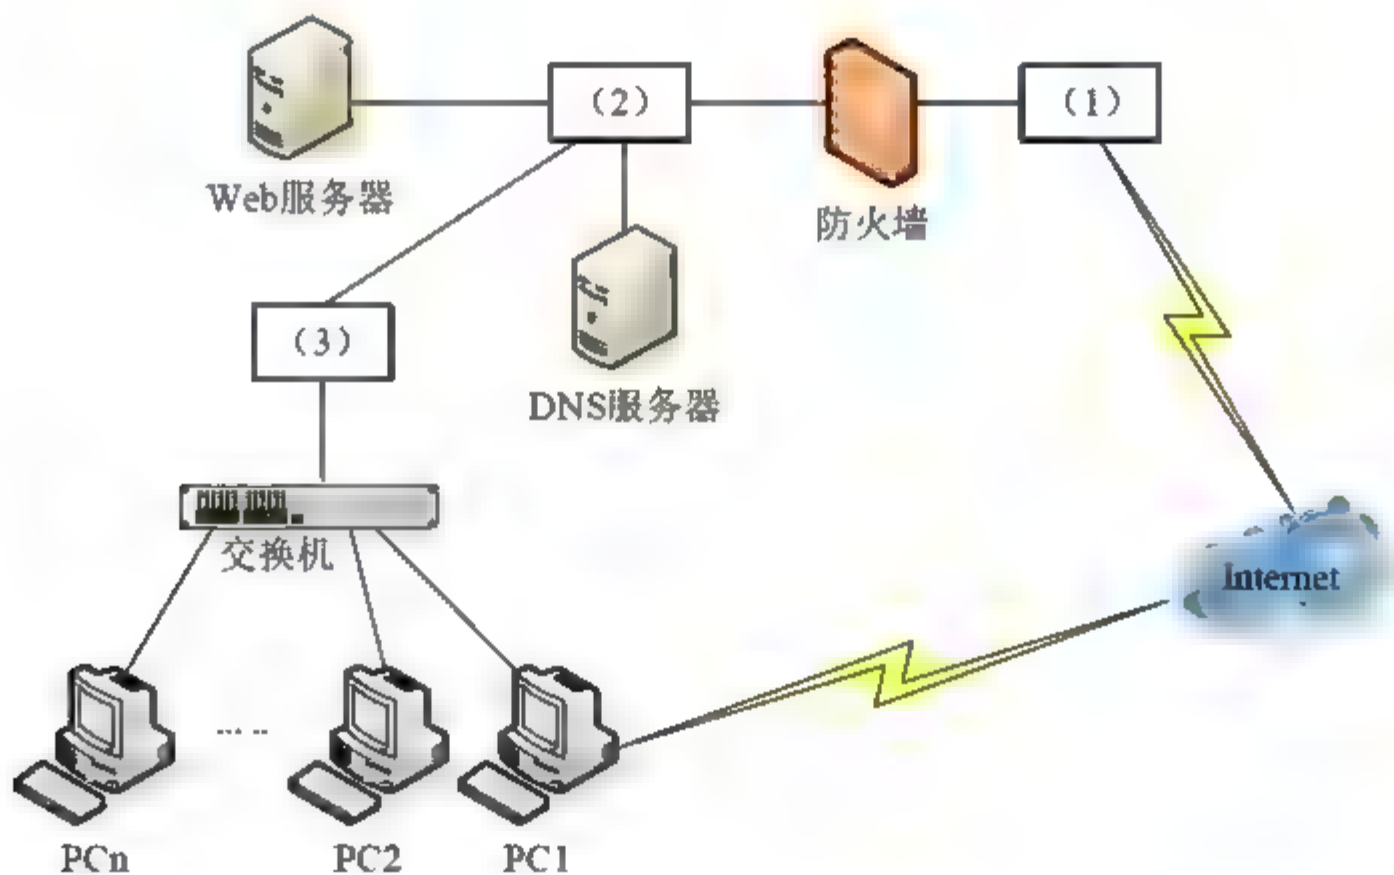 （2）
（1）
Web服务器
防火墙
（3）
DNS服务器
交换机
Internet
... ..
PCn
PC2
PC1